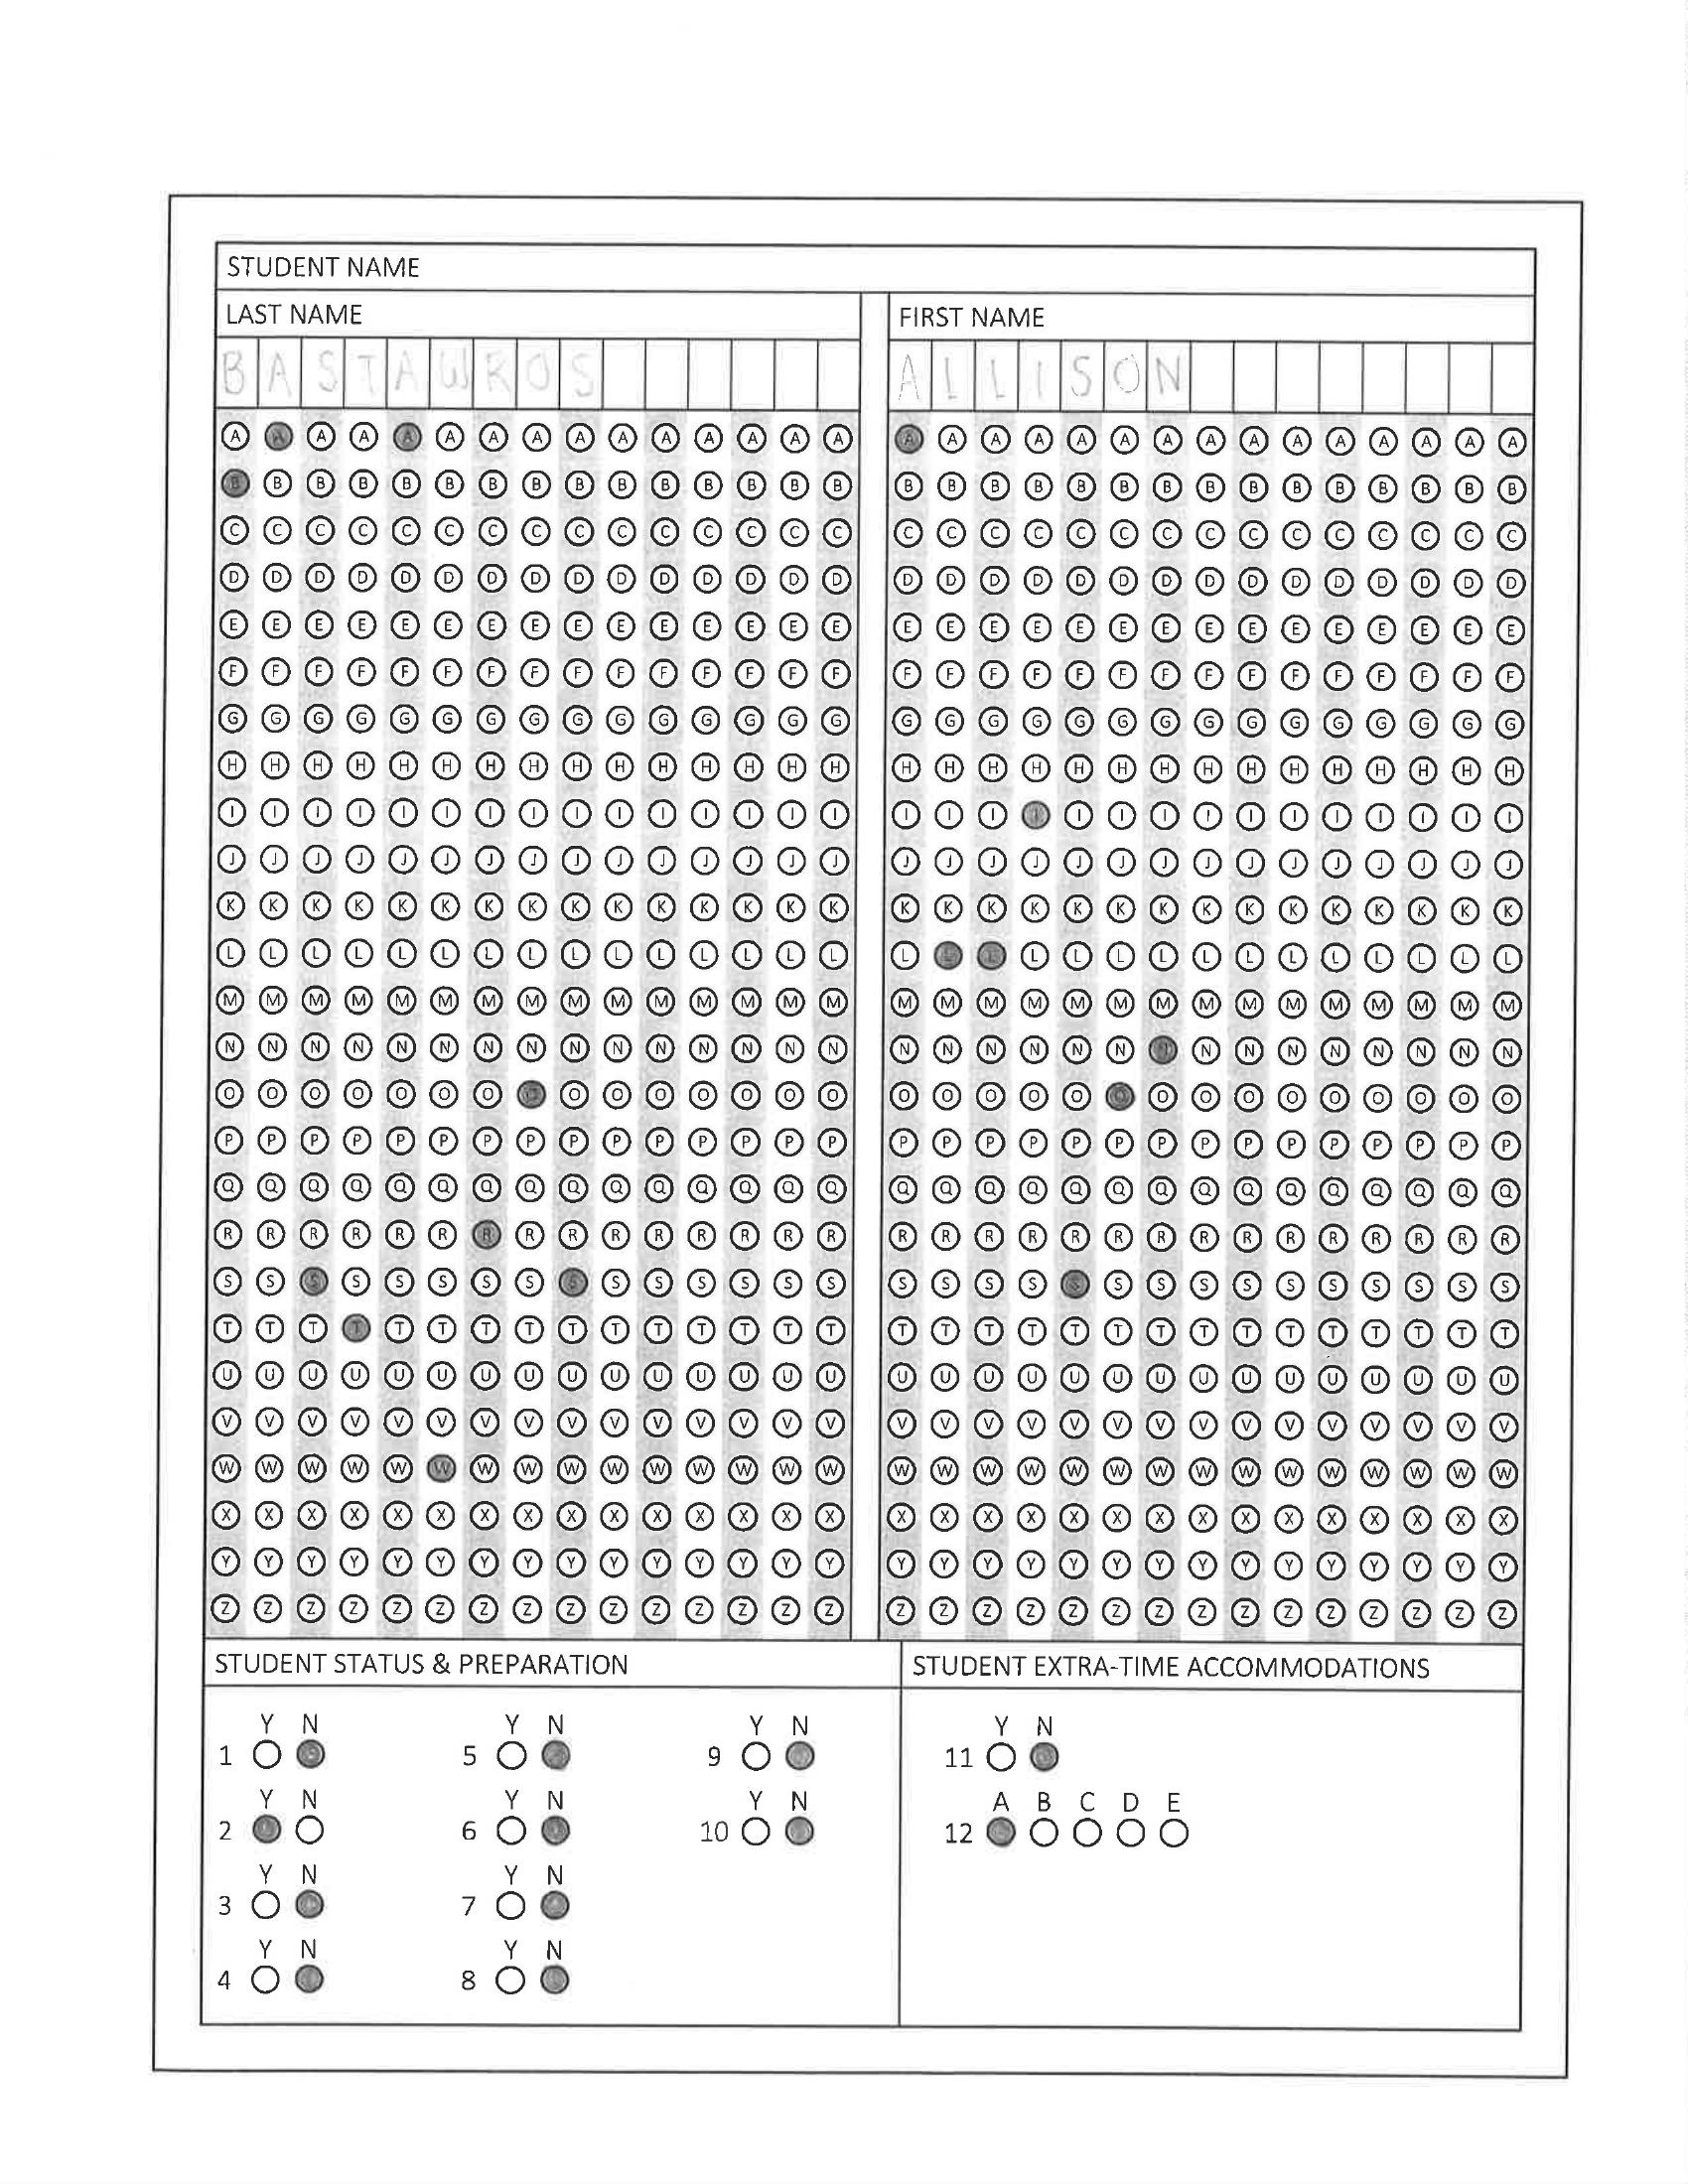 STUDENT NAME
LAST NAME FIRST NAME
B A S T A W R O S A L L I S O N
A A A A A A A A A A A A A A A A A A A A A A A A A A A A A A
B B B B B B B B B B B B B B B B B B B B B B B B B B B B B B
C C C C C C C C C C C C C C C C C C C C C C C C C C C C C C
D D D D D D D D D D D D D D D D D D D D D D D D D D D D D D
E E E E E E E E E E E E E E E E E E E E E E E E E E E E E E
F F F F F F F F F F F F F F F F F F F F F F F F F F F F F F
G G G G G G G G G G G G G G G G G G G G G G G G G G G G G G
H H H H H H H H H H H H H H H H H H H H H H H H H H H H H H
I I I I I I I I I I I I I I I I I I I I I I I I I I I I I I
J J J J J J J J J J J J J J J J J J J J J J J J J J J J J J
K K K K K K K K K K K K K K K K K K K K K K K K K K K K K K
L L L L L L L L L L L L L L L L L L L L L L L L L L L L L L
M M M M M M M M M M M M M M M M M M M M M M M M M M M M M M
N N N N N N N N N N N N N N N N N N N N N N N N N N N N N N
O O O O O O O O O O O O O O O O O O O O O O O O O O O O O O
P P P P P P P P P P P P P P P P P P P P P P P P P P P P P P
Q Q Q Q Q Q Q Q Q Q Q Q Q Q Q Q Q Q Q Q Q Q Q Q Q Q Q Q Q Q
R R R R R R R R R R R R R R R R R R R R R R R R R R R R R R
S S S S S S S S S S S S S S S S S S S S S S S S S S S S S S
T T T T T T T T T T T T T T T T T T T T T T T T T T T T T T
U U U U U U U U U U U U U U U U U U U U U U U U U U U U U U
V V V V V V V V V V V V V V V V V V V V V V V V V V V V V V
W W W W W W W W W W W W W W W W W W W W W W W W W W W W W W
X X X X X X X X X X X X X X X X X X X X X X X X X X X X X X
Y Y Y Y Y Y Y Y Y Y Y Y Y Y Y Y Y Y Y Y Y Y Y Y Y Y Y Y Y Y
Z Z Z Z Z Z Z Z Z Z Z Z Z Z Z Z Z Z Z Z Z Z Z Z Z Z Z Z Z Z
STUDENT STATUS & PREPARATION
Y N Y N Y N
1 5 9
Y N Y N Y N
2 6 10
Y N Y N
3 7
Y N Y N
4 8
STUDENT EXTRA-TIME ACCOMMODATIONS
Y N
11
A B C D E
12